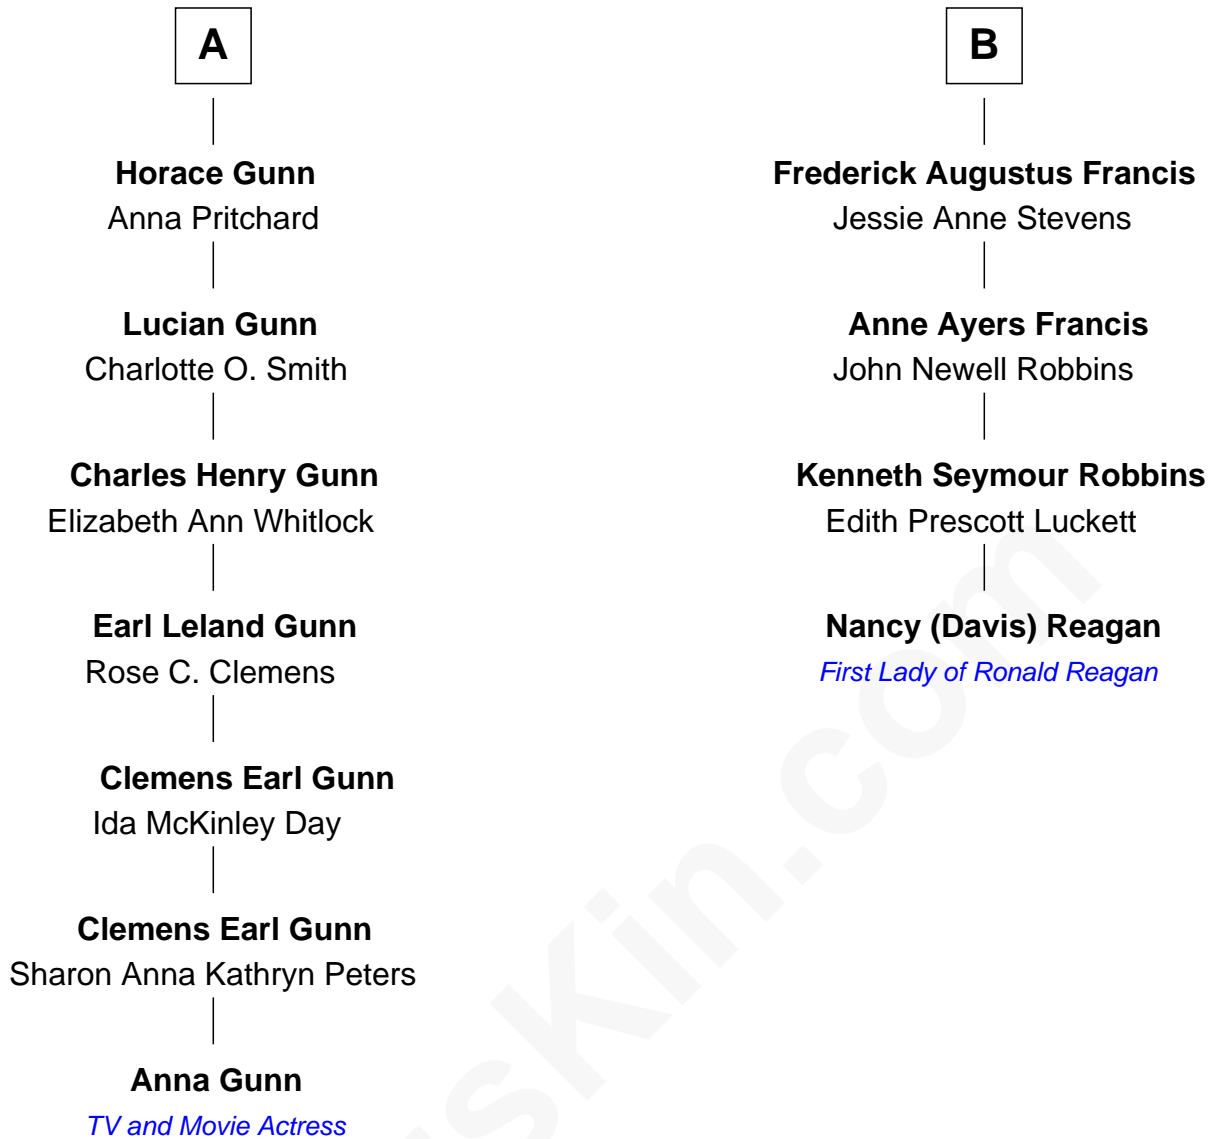 A
Horace Gunn
Anna Pritchard
Lucian Gunn
Charlotte O. Smith
Charles Henry Gunn
Elizabeth Ann Whitlock
Earl Leland Gunn
Rose C. Clemens
Clemens Earl Gunn
Ida McKinley Day
Clemens Earl Gunn
Sharon Anna Kathryn Peters
Anna Gunn
TV and Movie Actress
B
Frederick Augustus Francis
Jessie Anne Stevens
Anne Ayers Francis
John Newell Robbins
Kenneth Seymour Robbins
Edith Prescott Luckett
Nancy (Davis) Reagan
First Lady of Ronald Reagan